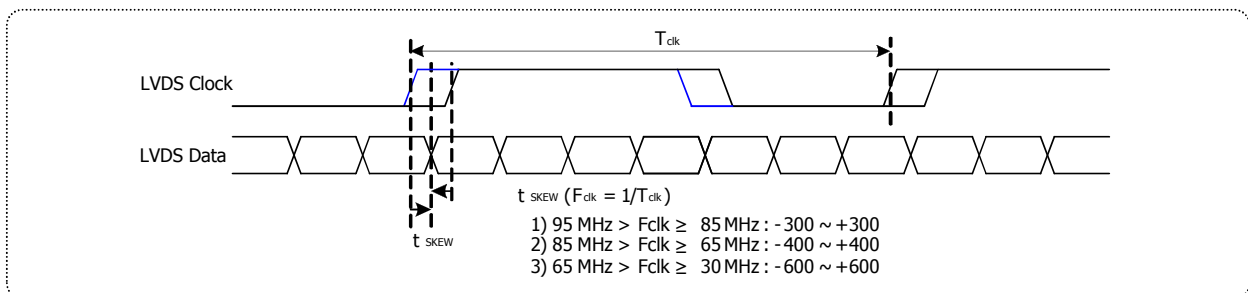 Tclk
LVDS Clock
LVDS Data
t SKEW (Fclk = 1/Tclk)
1) 95 MHz > Fclk ≥ 85 MHz : -300 ~ +300
t SKEW
2) 85 MHz > Fclk ≥ 65 MHz : -400 ~ +400
3) 65 MHz > Fclk ≥ 30 MHz : -600 ~ +600